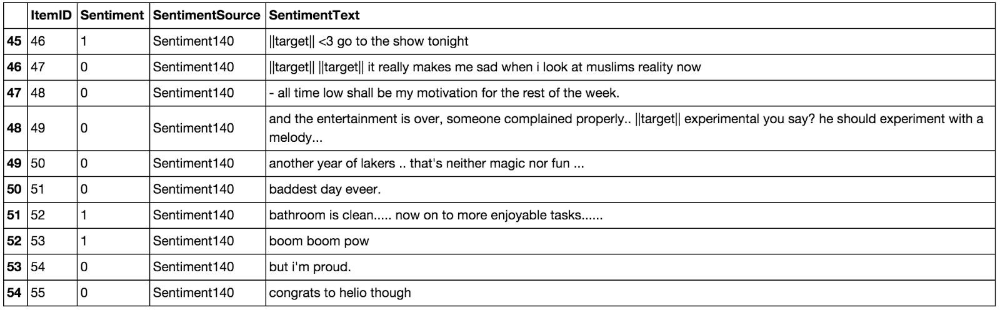 ItemID Sentiment SentimentSource SentimentText
45 46 1 Sentiment140 ||target|| <3 go to the show tonight
46 47 0 Sentiment140 ||target|| ||target|| it really makes me sad when i look at muslims reality now
47 48 0 Sentiment140 - all time low shall be my motivation for the rest of the week.
48 49 0 Sentiment140 and the entertainment is over, someone complained properly.. ||target|| experimental you say? he should experiment with a
melody...
49 50 0 Sentiment140 another year of lakers .. that's neither magic nor fun ...
50 51 0 Sentiment140 baddest day eveer.
51 52 1 Sentiment140 bathroom is clean..... now on to more enjoyable tasks......
52 53 1 Sentiment140 boom boom pow
53 54 0 Sentiment140 but i'm proud.
54 55 0 Sentiment140 congrats to helio though